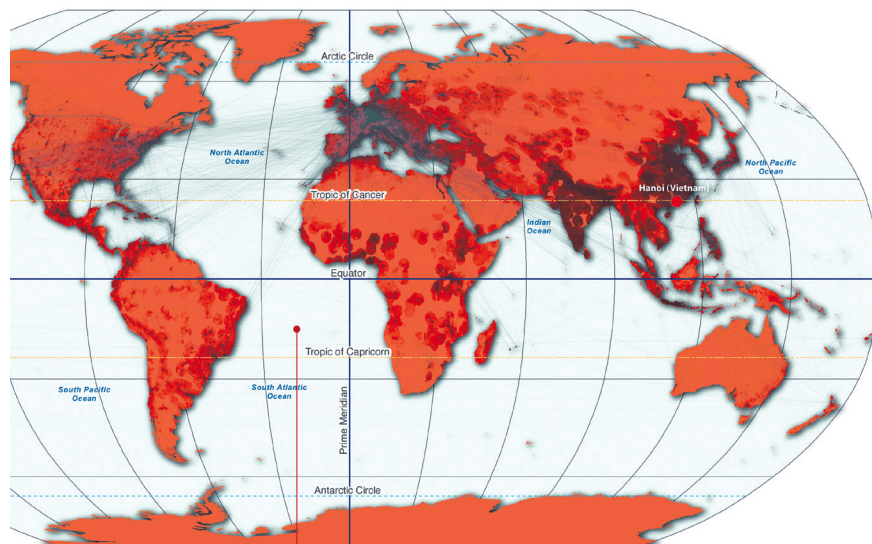 Arctic Circle
North Atlantic
Ocean
North Pacific
Ocean
Hanoi (Vietnam)
Tropic of Cancer
Indian
Ocean
Equator
Tropic of Capricorn
South Pacific
Ocean
South Atlantic
Ocean
Prime Meridian
Antarctic Circle